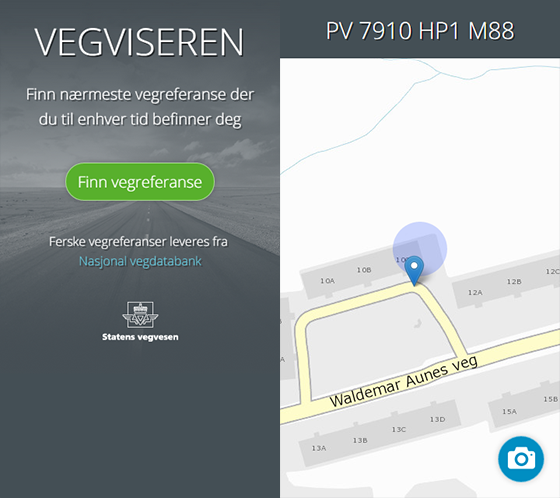 VEGVISEREN
Finn nærmeste vegreferanse der
du til enhver tid befinner deg
Finn vegreferanse
Ferske vegreferanser leveres fra
Nasjonal vegdatabank
Statens vegvesen
PV 7910 HP1 M88
10B
10A
12C
12B
12A
Waldemar Aunes veg
15B
15A
13D
13C
13B
13A